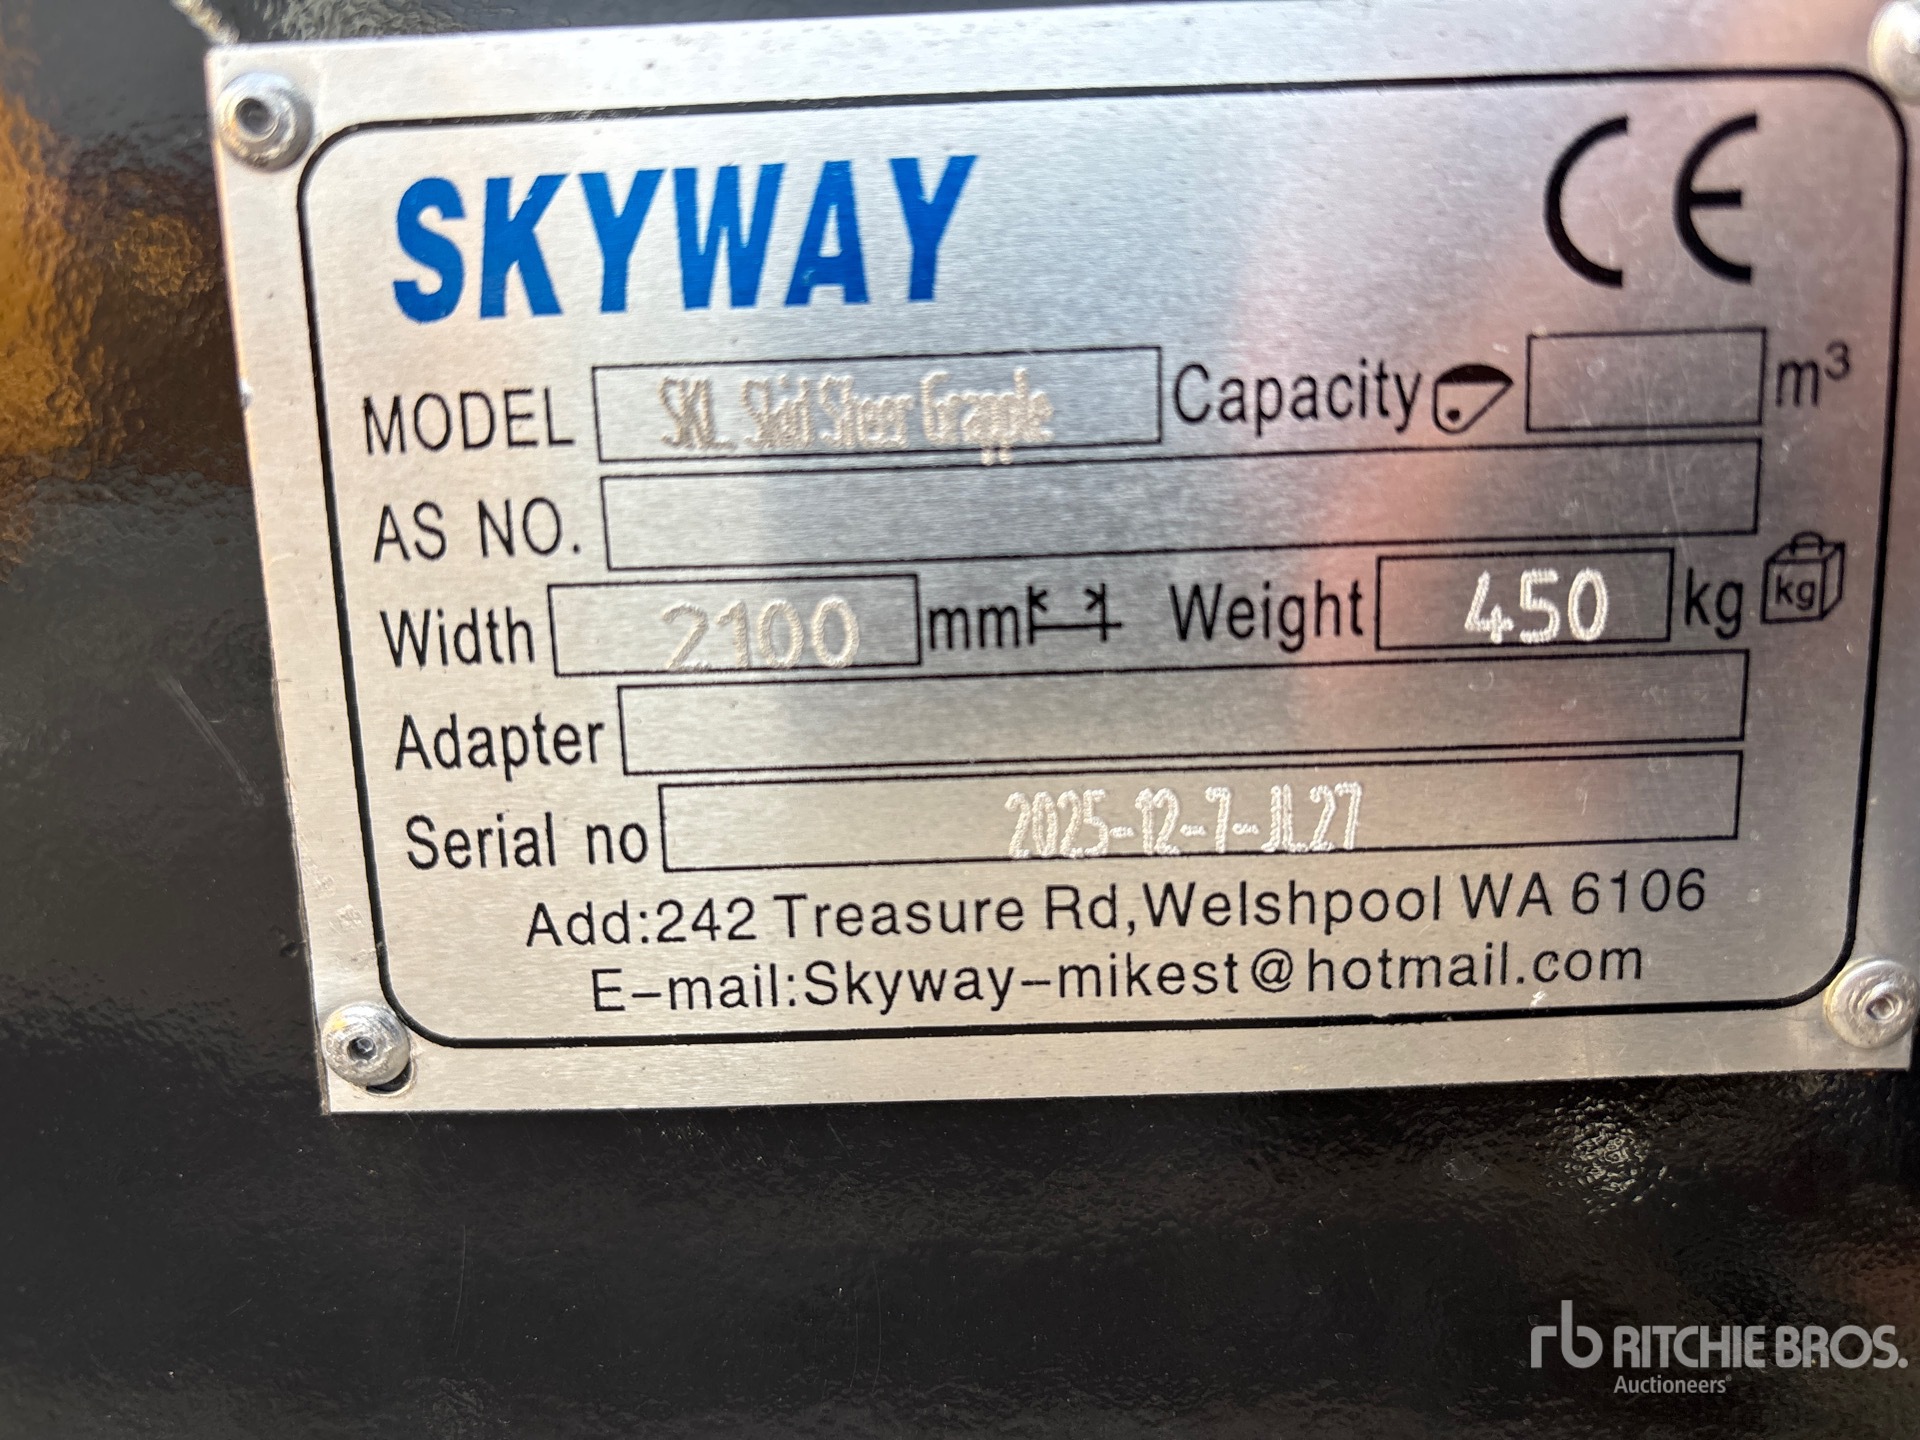 SKYWAY CE
MODEL SKL Skid Steer Grapple Capacity m³
AS NO.
Width 2100 mm Weight 450 kg kg
Adapter
Serial no 2025-12-7-JL27
Add:242 Treasure Rd,Welshpool WA 6106
E-mail:Skyway-mikest@hotmail.com
rb RITCHIE BROS.
Auctioneers